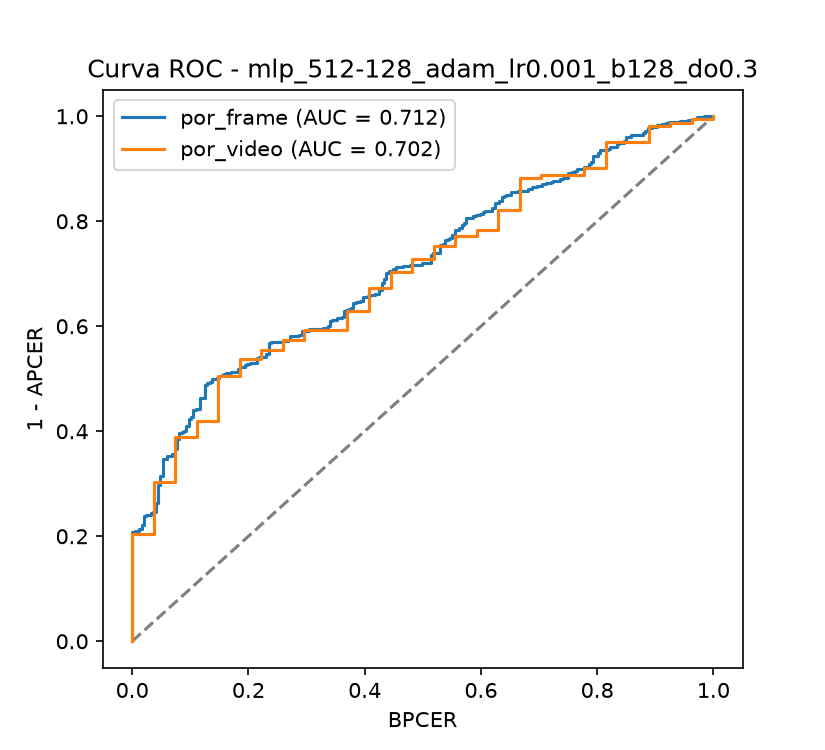 Curva ROC - mlp_512-128_adam_lr0.001_b128_do0.3
por_frame (AUC = 0.712)
por_video (AUC = 0.702)
1.0
0.8
0.6
0.4
0.2
0.0
1 - APCER
0.0 0.2 0.4 0.6 0.8 1.0
BPCER